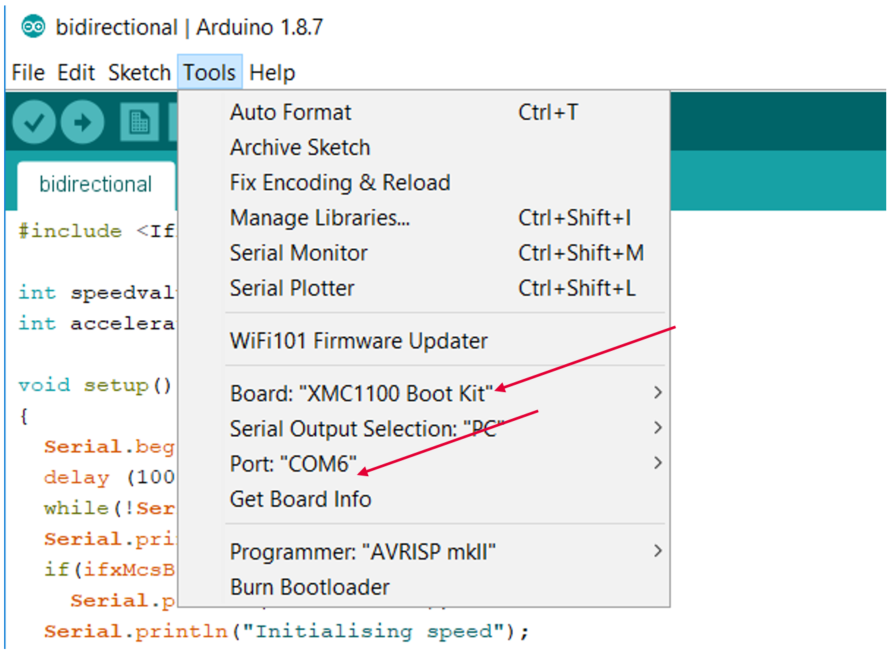 bidirectional | Arduino 1.8.7
File Edit Sketch Tools Help
Auto Format Ctrl+T
Archive Sketch
bidirectional
Fix Encoding & Reload
Manage Libraries... Ctrl+Shift+I
#include <If
Serial Monitor Ctrl+Shift+M
Serial Plotter Ctrl+Shift+L
int speedval
int accelera
WiFi101 Firmware Updater
void setup()
Board: "XMC1100 Boot Kit"
{
Serial Output Selection: "PC"
Serial.beg
Port: "COM6"
delay (100
Get Board Info
while(!Ser
Serial.pri
Programmer: "AVRISP mkII"
if(ifxMcsB
Burn Bootloader
Serial.p
Serial.println("Initialising speed");